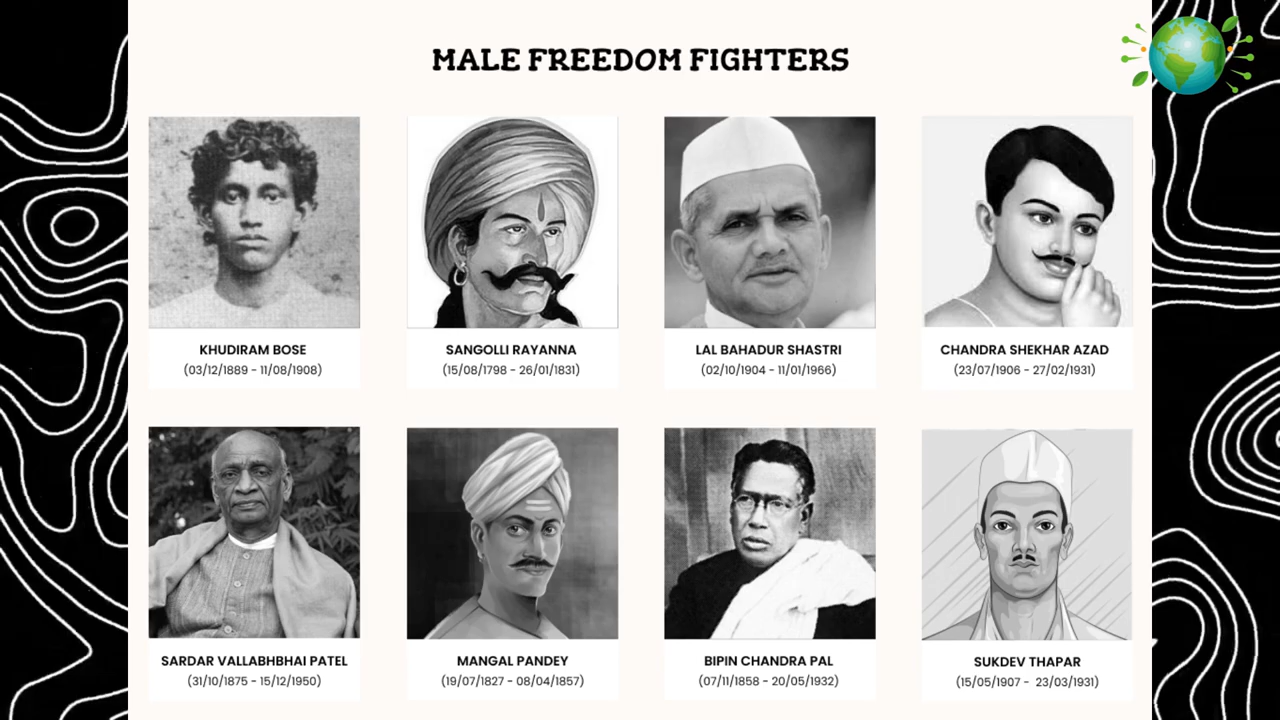 MALE FREEDOM FIGHTERS
KHUDIRAM BOSE
(03/12/1889 - 11/08/1908)
SANGOLLI RAYANNA
(15/08/1798 - 26/01/1831)
LAL BAHADUR SHASTRI
(02/10/1904 - 11/01/1966)
CHANDRA SHEKHAR AZAD
(23/07/1906 - 27/02/1931)
SARDAR VALLABHBHAI PATEL
(31/10/1875 - 15/12/1950)
MANGAL PANDEY
(19/07/1827 - 08/04/1857)
BIPIN CHANDRA PAL
(07/11/1858 - 20/05/1932)
SUKDEV THAPAR
(15/05/1907 - 23/03/1931)